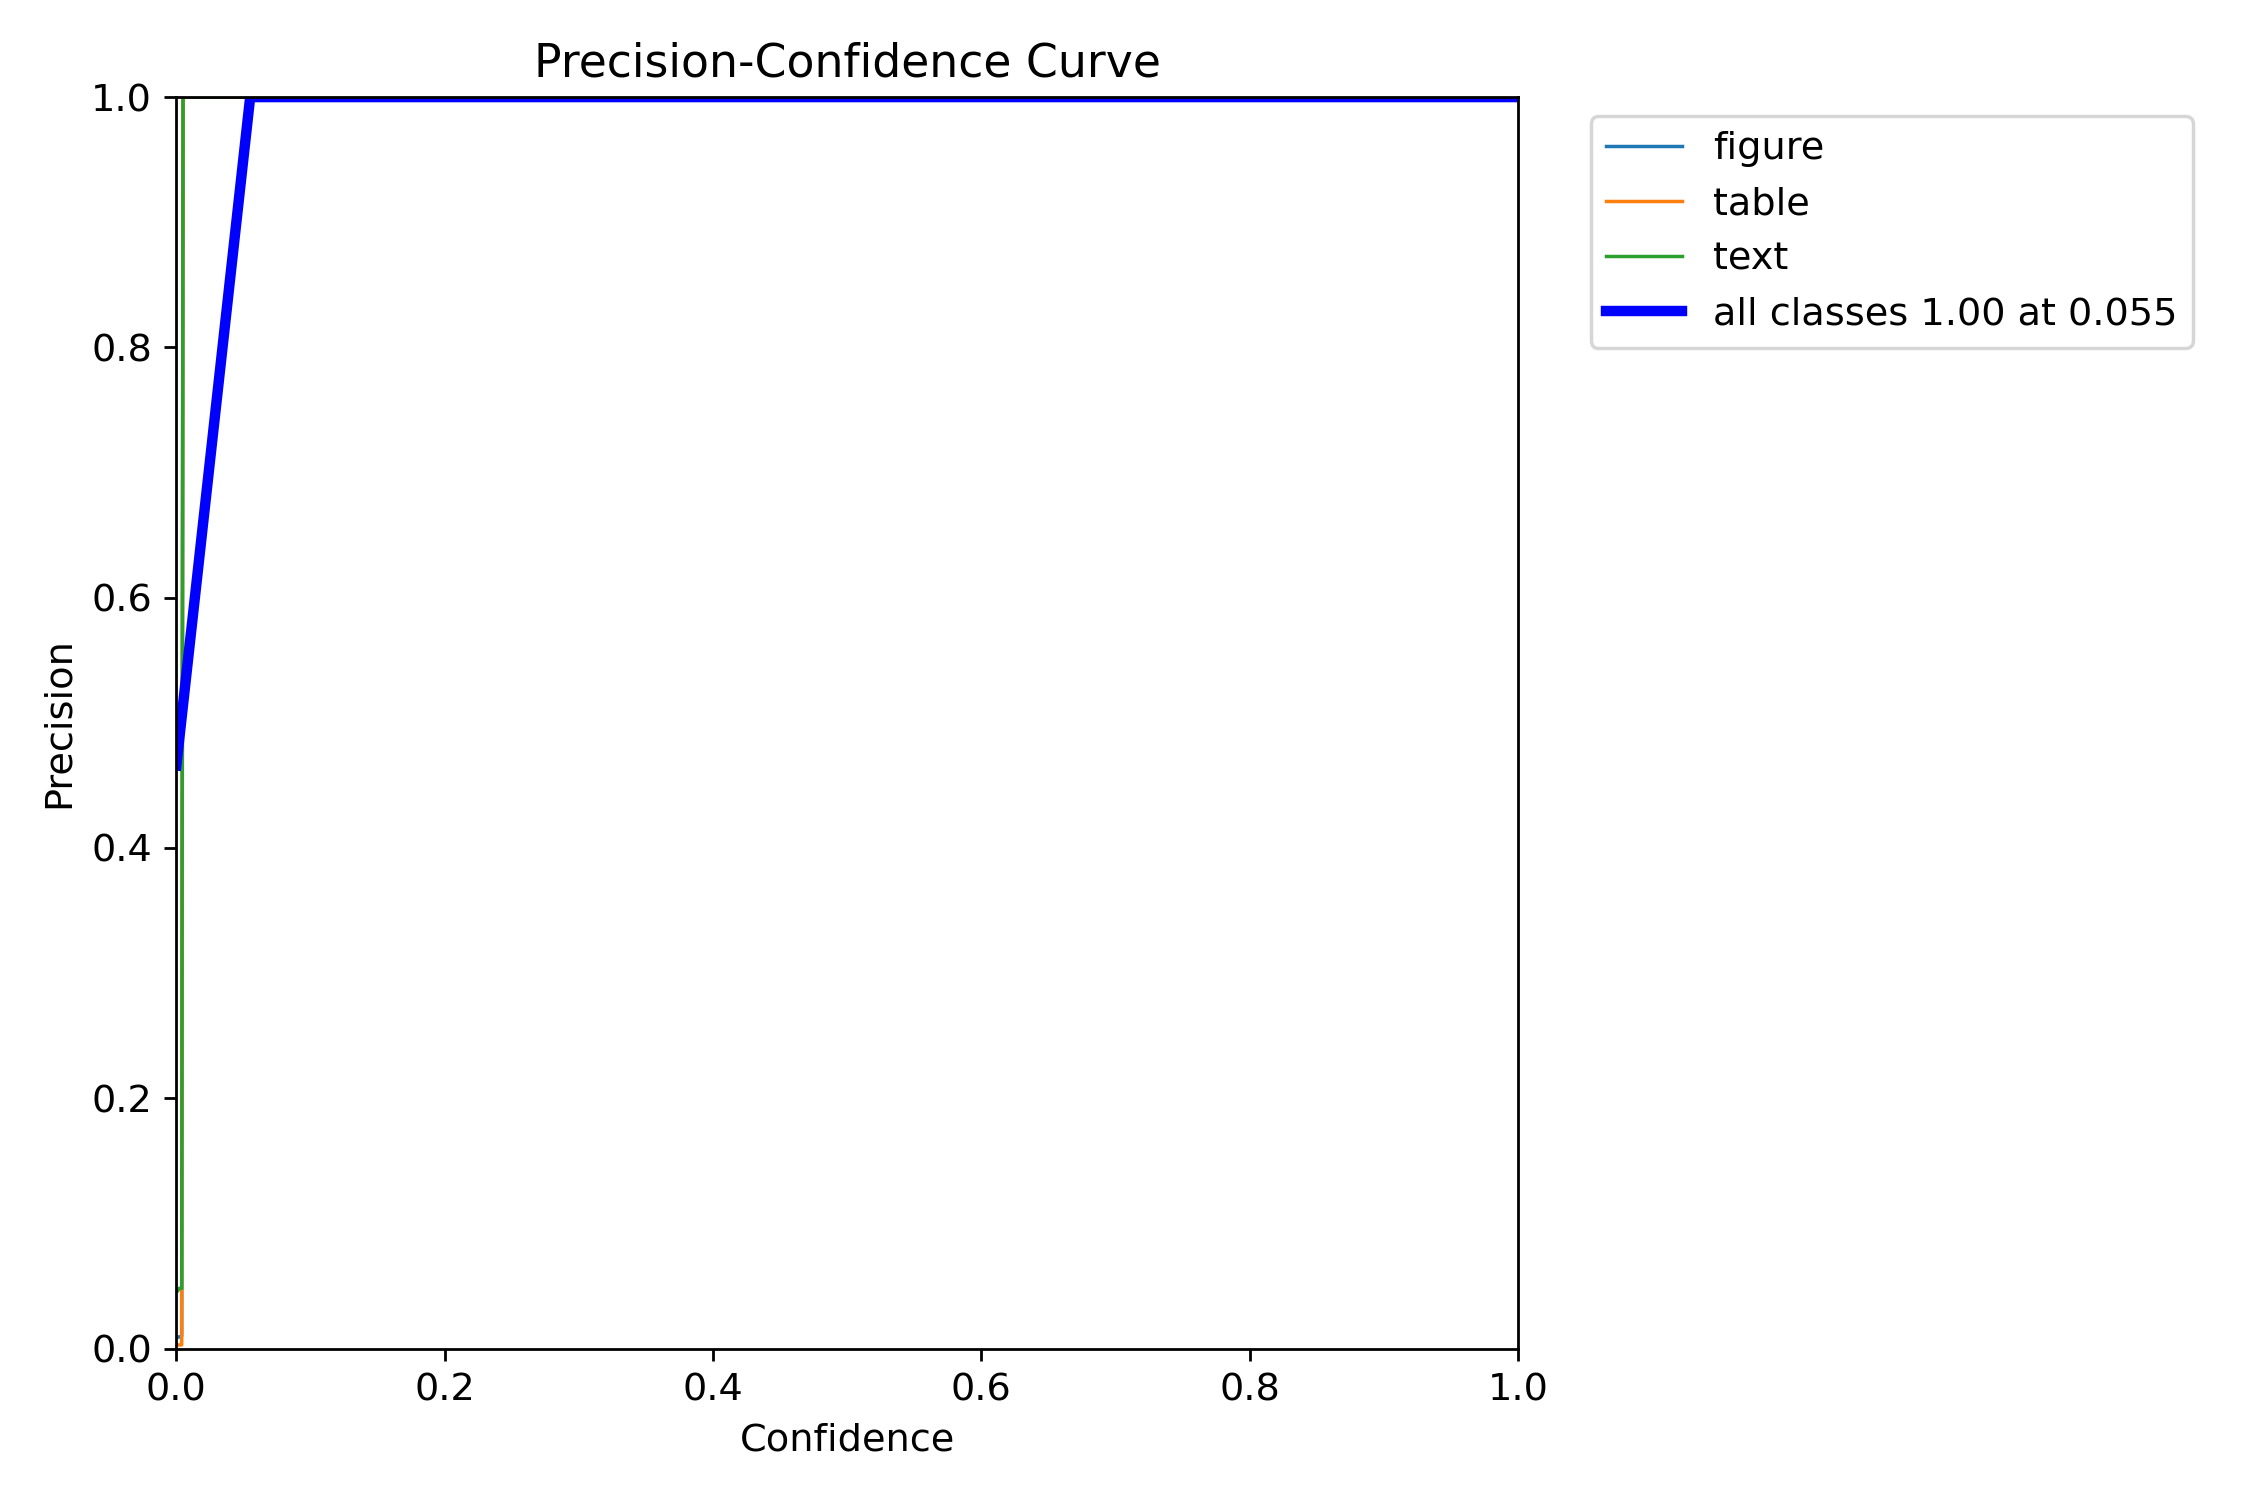 Precision-Confidence Curve
1.0
0.8
0.6
0.4
0.2
0.0
Precision
0.0 0.2 0.4 0.6 0.8 1.0
Confidence
figure
table
text
all classes 1.00 at 0.055